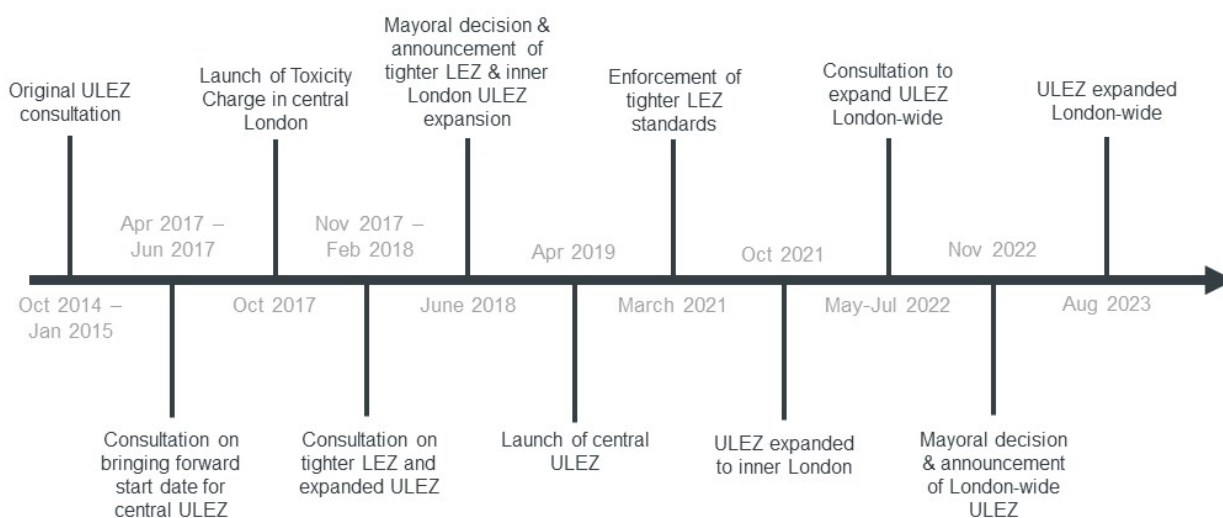 Original ULEZ
consultation
Launch of Toxicity
Charge in central
London
Mayoral decision &
announcement of
tighter LEZ & inner
London ULEZ
expansion
Enforcement of
tighter LEZ
standards
Consultation to
expand ULEZ
London-wide
ULEZ expanded
London-wide
Apr 2017 –
Jun 2017
Nov 2017 –
Feb 2018
Apr 2019
Oct 2021
Nov 2022
Oct 2014 –
Jan 2015
Oct 2017
June 2018
March 2021
May-Jul 2022
Aug 2023
Consultation on
bringing forward
start date for
central ULEZ
Consultation on
tighter LEZ and
expanded ULEZ
Launch of central
ULEZ
ULEZ expanded
to inner London
Mayoral decision
& announcement
of London-wide
ULEZ